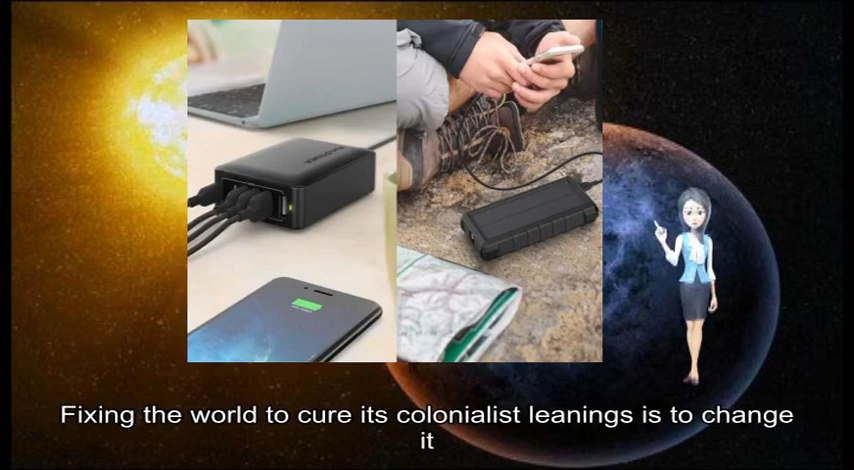 Fixing the world to cure its colonialist leanings is to change
it